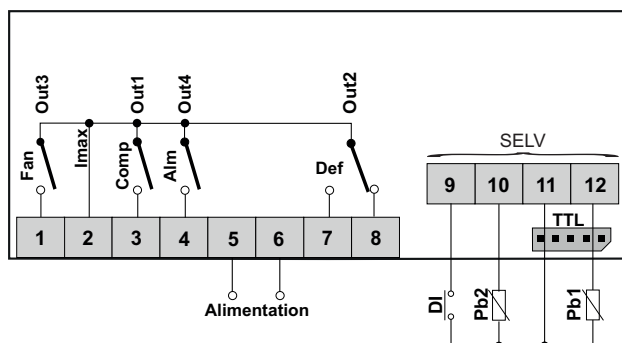 Out3
Out1
Out4
Out2
Fan
Imax
Comp
Alm
Def
SELV
9 10 11 12
TTL
1 2 3 4 5 6 7 8
Alimentation
DI
Pb2
Pb1